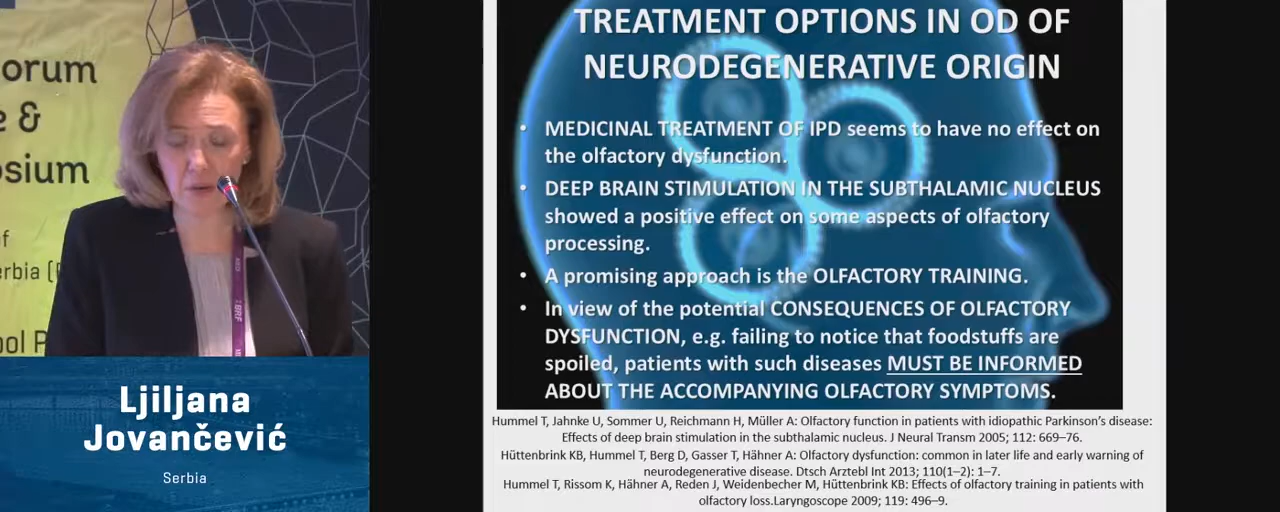 orum
e &
osium
of
erbia
ool P
Ljiljana
Jovančević
Serbia
TREATMENT OPTIONS IN OD OF
NEURODEGENERATIVE ORIGIN
• MEDICINAL TREATMENT OF IPD seems to have no effect on
the olfactory dysfunction.
• DEEP BRAIN STIMULATION IN THE SUBTHALAMIC NUCLEUS
showed a positive effect on some aspects of olfactory
processing.
• A promising approach is the OLFACTORY TRAINING.
• In view of the potential CONSEQUENCES OF OLFACTORY
DYSFUNCTION, e.g. failing to notice that foodstuffs are
spoiled, patients with such diseases MUST BE INFORMED
ABOUT THE ACCOMPANYING OLFACTORY SYMPTOMS.
Hummel T, Jahnke U, Sommer U, Reichmann H, Müller A: Olfactory function in patients with idiopathic Parkinson's disease:
Effects of deep brain stimulation in the subthalamic nucleus. J Neural Transm 2005; 112: 669–76.
Hüttenbrink KB, Hummel T, Berg D, Gasser T, Hähner A: Olfactory dysfunction: common in later life and early warning of
neurodegenerative disease. Dtsch Arztebl Int 2013; 110(1–2): 1–7.
Hummel T, Rissom K, Hähner A, Reden J, Weidenbecher M, Hüttenbrink KB: Effects of olfactory training in patients with
olfactory loss.Laryngoscope 2009; 119: 496–9.